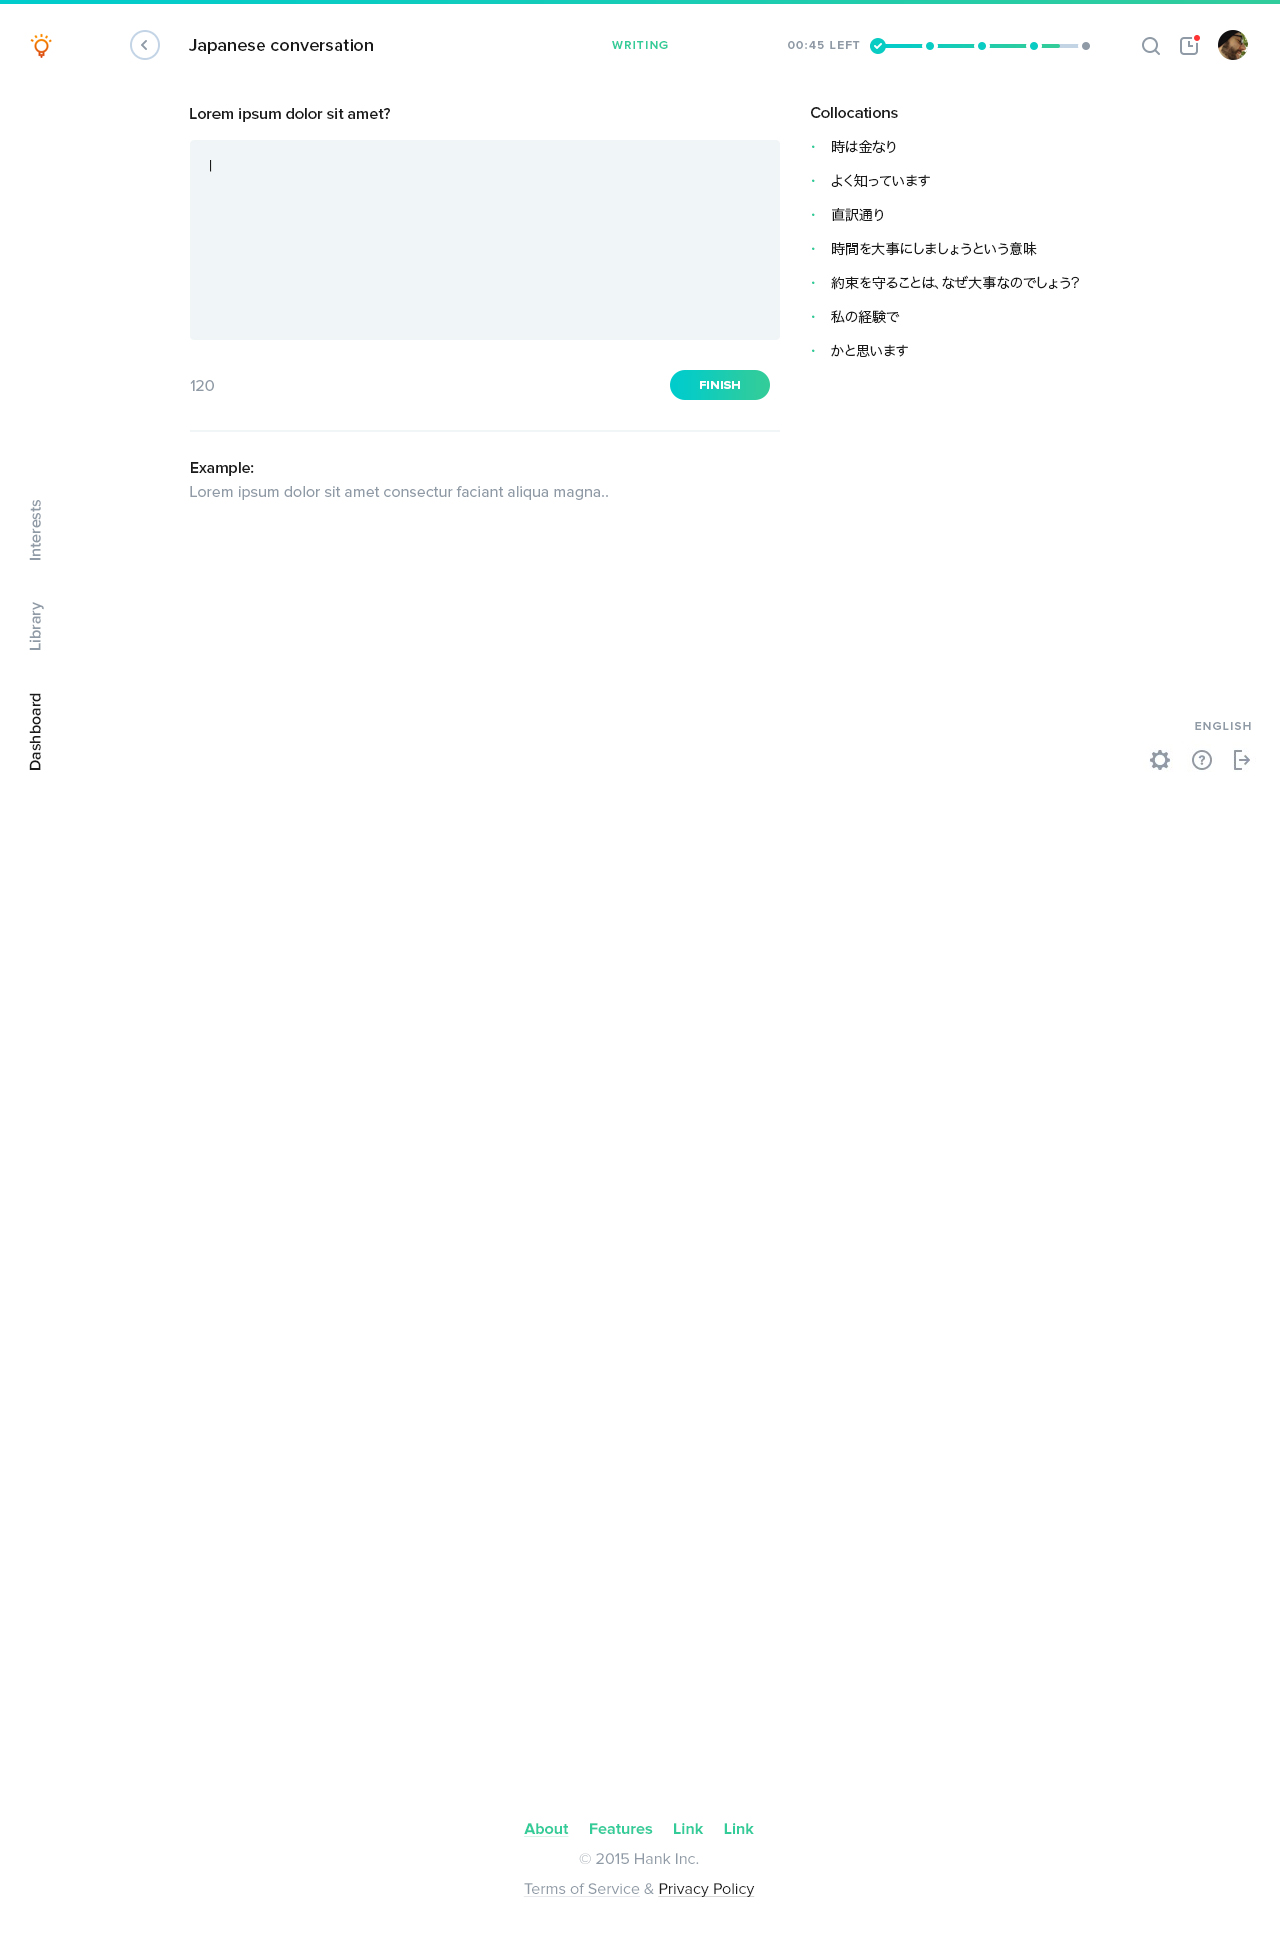 Japanese conversation
WRITING
00:45 LEFT
Lorem ipsum dolor sit amet?
120
FINISH
Example:
Lorem ipsum dolor sit amet consectur faciant aliqua magna..
Collocations
時は金なり
よく知っています
直訳通り
時間を大事にしましょうという意味
約束を守ることは、なぜ大事なのでしょう?
私の経験で
かと思います
Interests
Library
Dashboard
ENGLISH
About Features Link Link
© 2015 Hank Inc.
Terms of Service & Privacy Policy